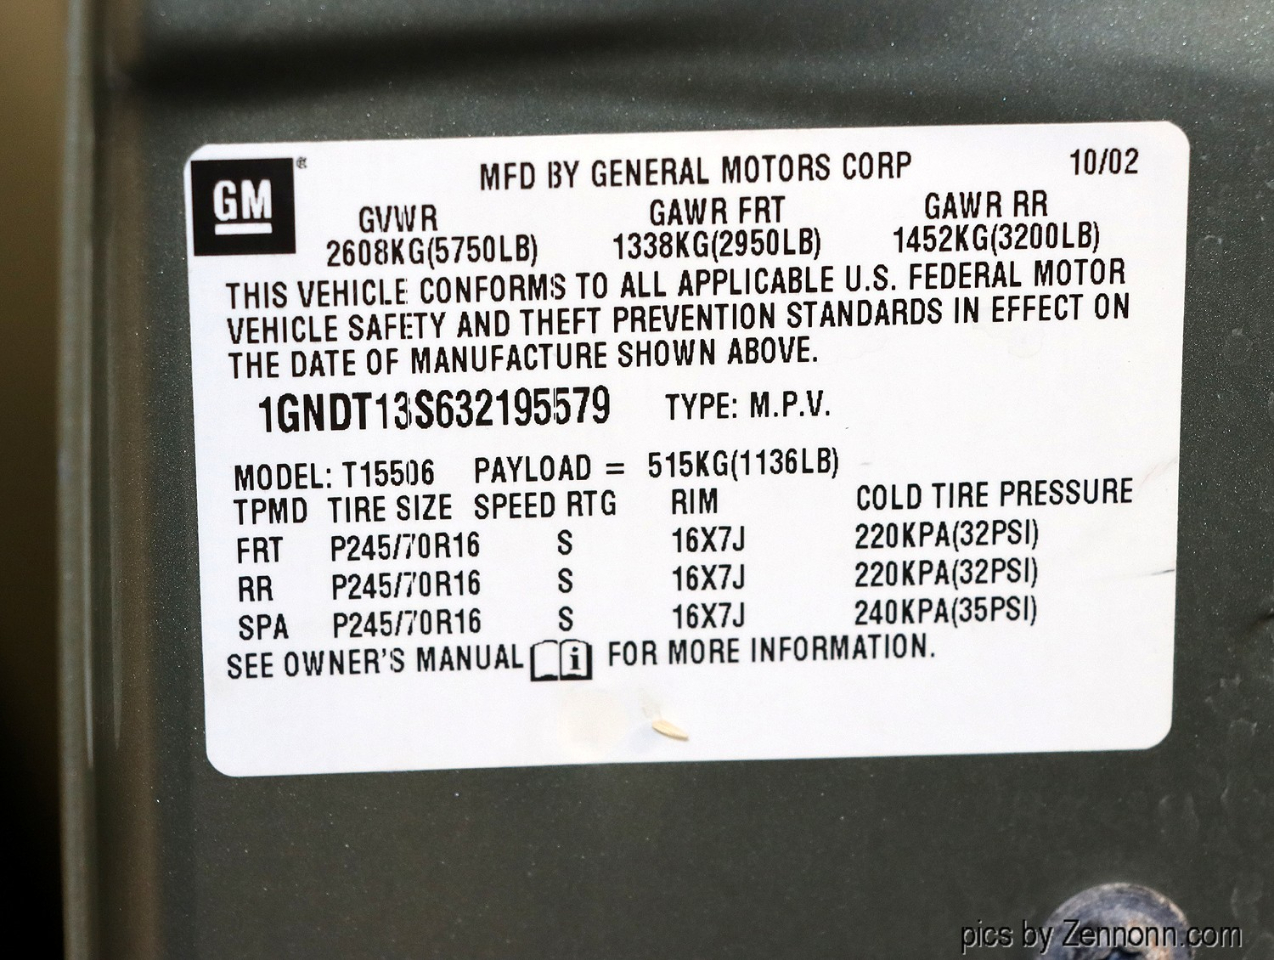 GM ® MFD BY GENERAL MOTORS CORP 10/02
GVWR GAWR FRT GAWR RR
2608KG(5750LB) 1338KG(2950LB) 1452KG(3200LB)
THIS VEHICLE CONFORMS TO ALL APPLICABLE U.S. FEDERAL MOTOR
VEHICLE SAFETY AND THEFT PREVENTION STANDARDS IN EFFECT ON
THE DATE OF MANUFACTURE SHOWN ABOVE.
1GNDT13S632195579 TYPE: M.P.V.
MODEL: T15506 PAYLOAD = 515KG(1136LB)
TPMD TIRE SIZE SPEED RTG RIM COLD TIRE PRESSURE
FRT P245/70R16 S 16X7J 220KPA(32PSI)
RR P245/70R16 S 16X7J 220KPA(32PSI)
SPA P245/70R16 S 16X7J 240KPA(35PSI)
SEE OWNER'S MANUAL i FOR MORE INFORMATION.
pics by Zennonn.com